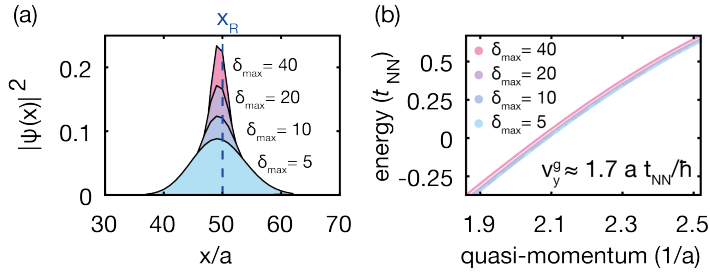 (a)
x_R
|ψ(x)|²
0.2
0.1
0
δ_max = 40
δ_max = 20
δ_max = 10
δ_max = 5
30 40 50 60 70
x/a
(b)
energy (t_NN)
0.5
0.25
0
-0.25
δ_max = 40
δ_max = 20
δ_max = 10
δ_max = 5
v_y^g ≈ 1.7 a t_NN/ħ
1.9 2.1 2.3 2.5
quasi-momentum (1/a)